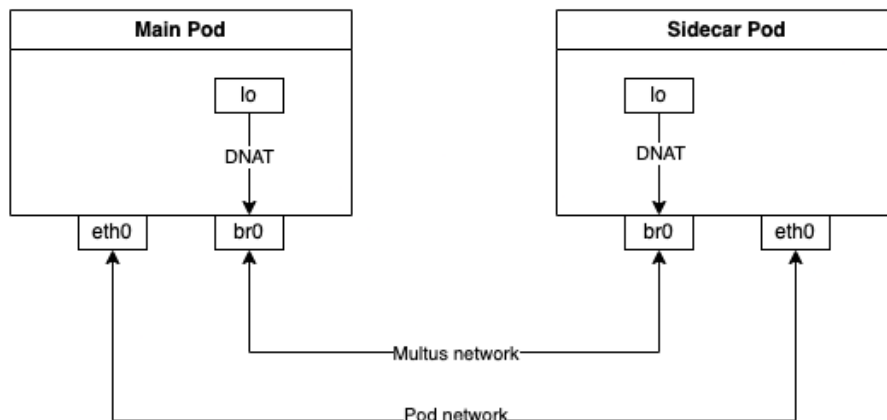 Main Pod
Sidecar Pod
lo
lo
DNAT
DNAT
eth0
br0
br0
eth0
Multus network
Pod network